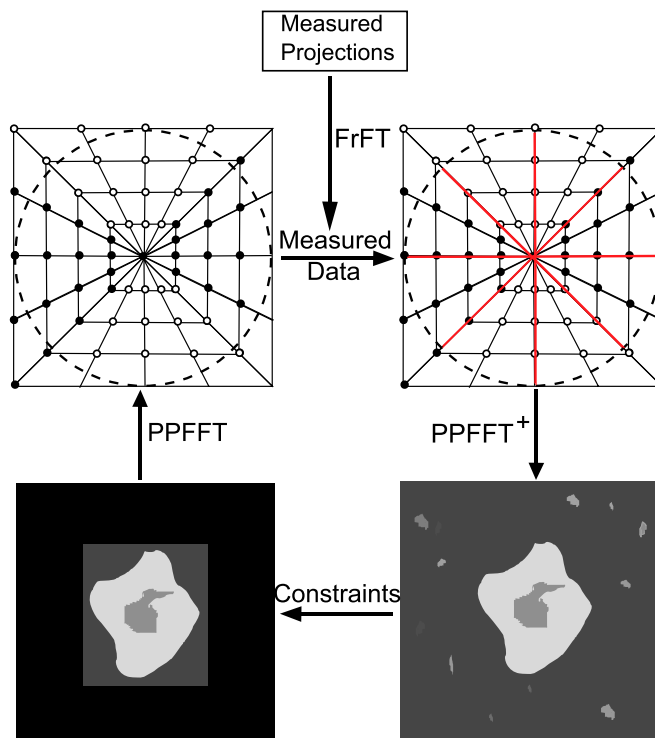 Measured
Projections
FrFT
Measured
Data
PPFFT
PPFFT+
Constraints